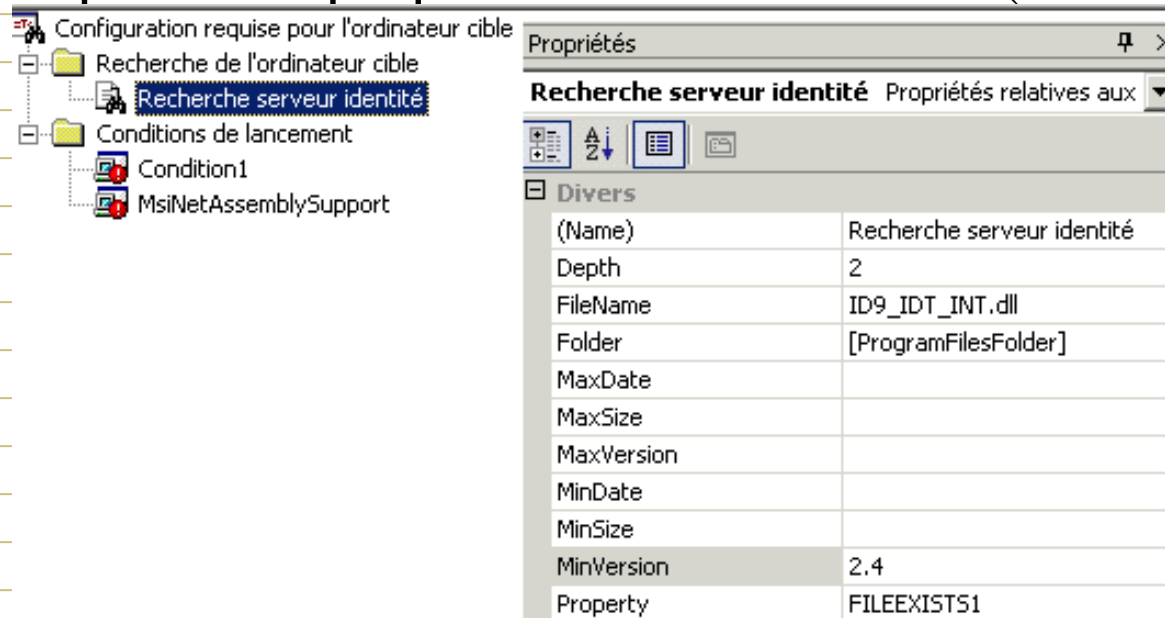 Configuration requise pour l'ordinateur cible
Recherche de l'ordinateur cible
Recherche serveur identité
Conditions de lancement
Condition1
MsiNetAssemblySupport
Propriétés
Recherche serveur identité Propriétés relatives aux
Divers
(Name) Recherche serveur identité
Depth 2
FileName ID9_IDT_INT.dll
Folder [ProgramFilesFolder]
MaxDate
MaxSize
MaxVersion
MinDate
MinSize
MinVersion 2.4
Property FILEEXISTS1